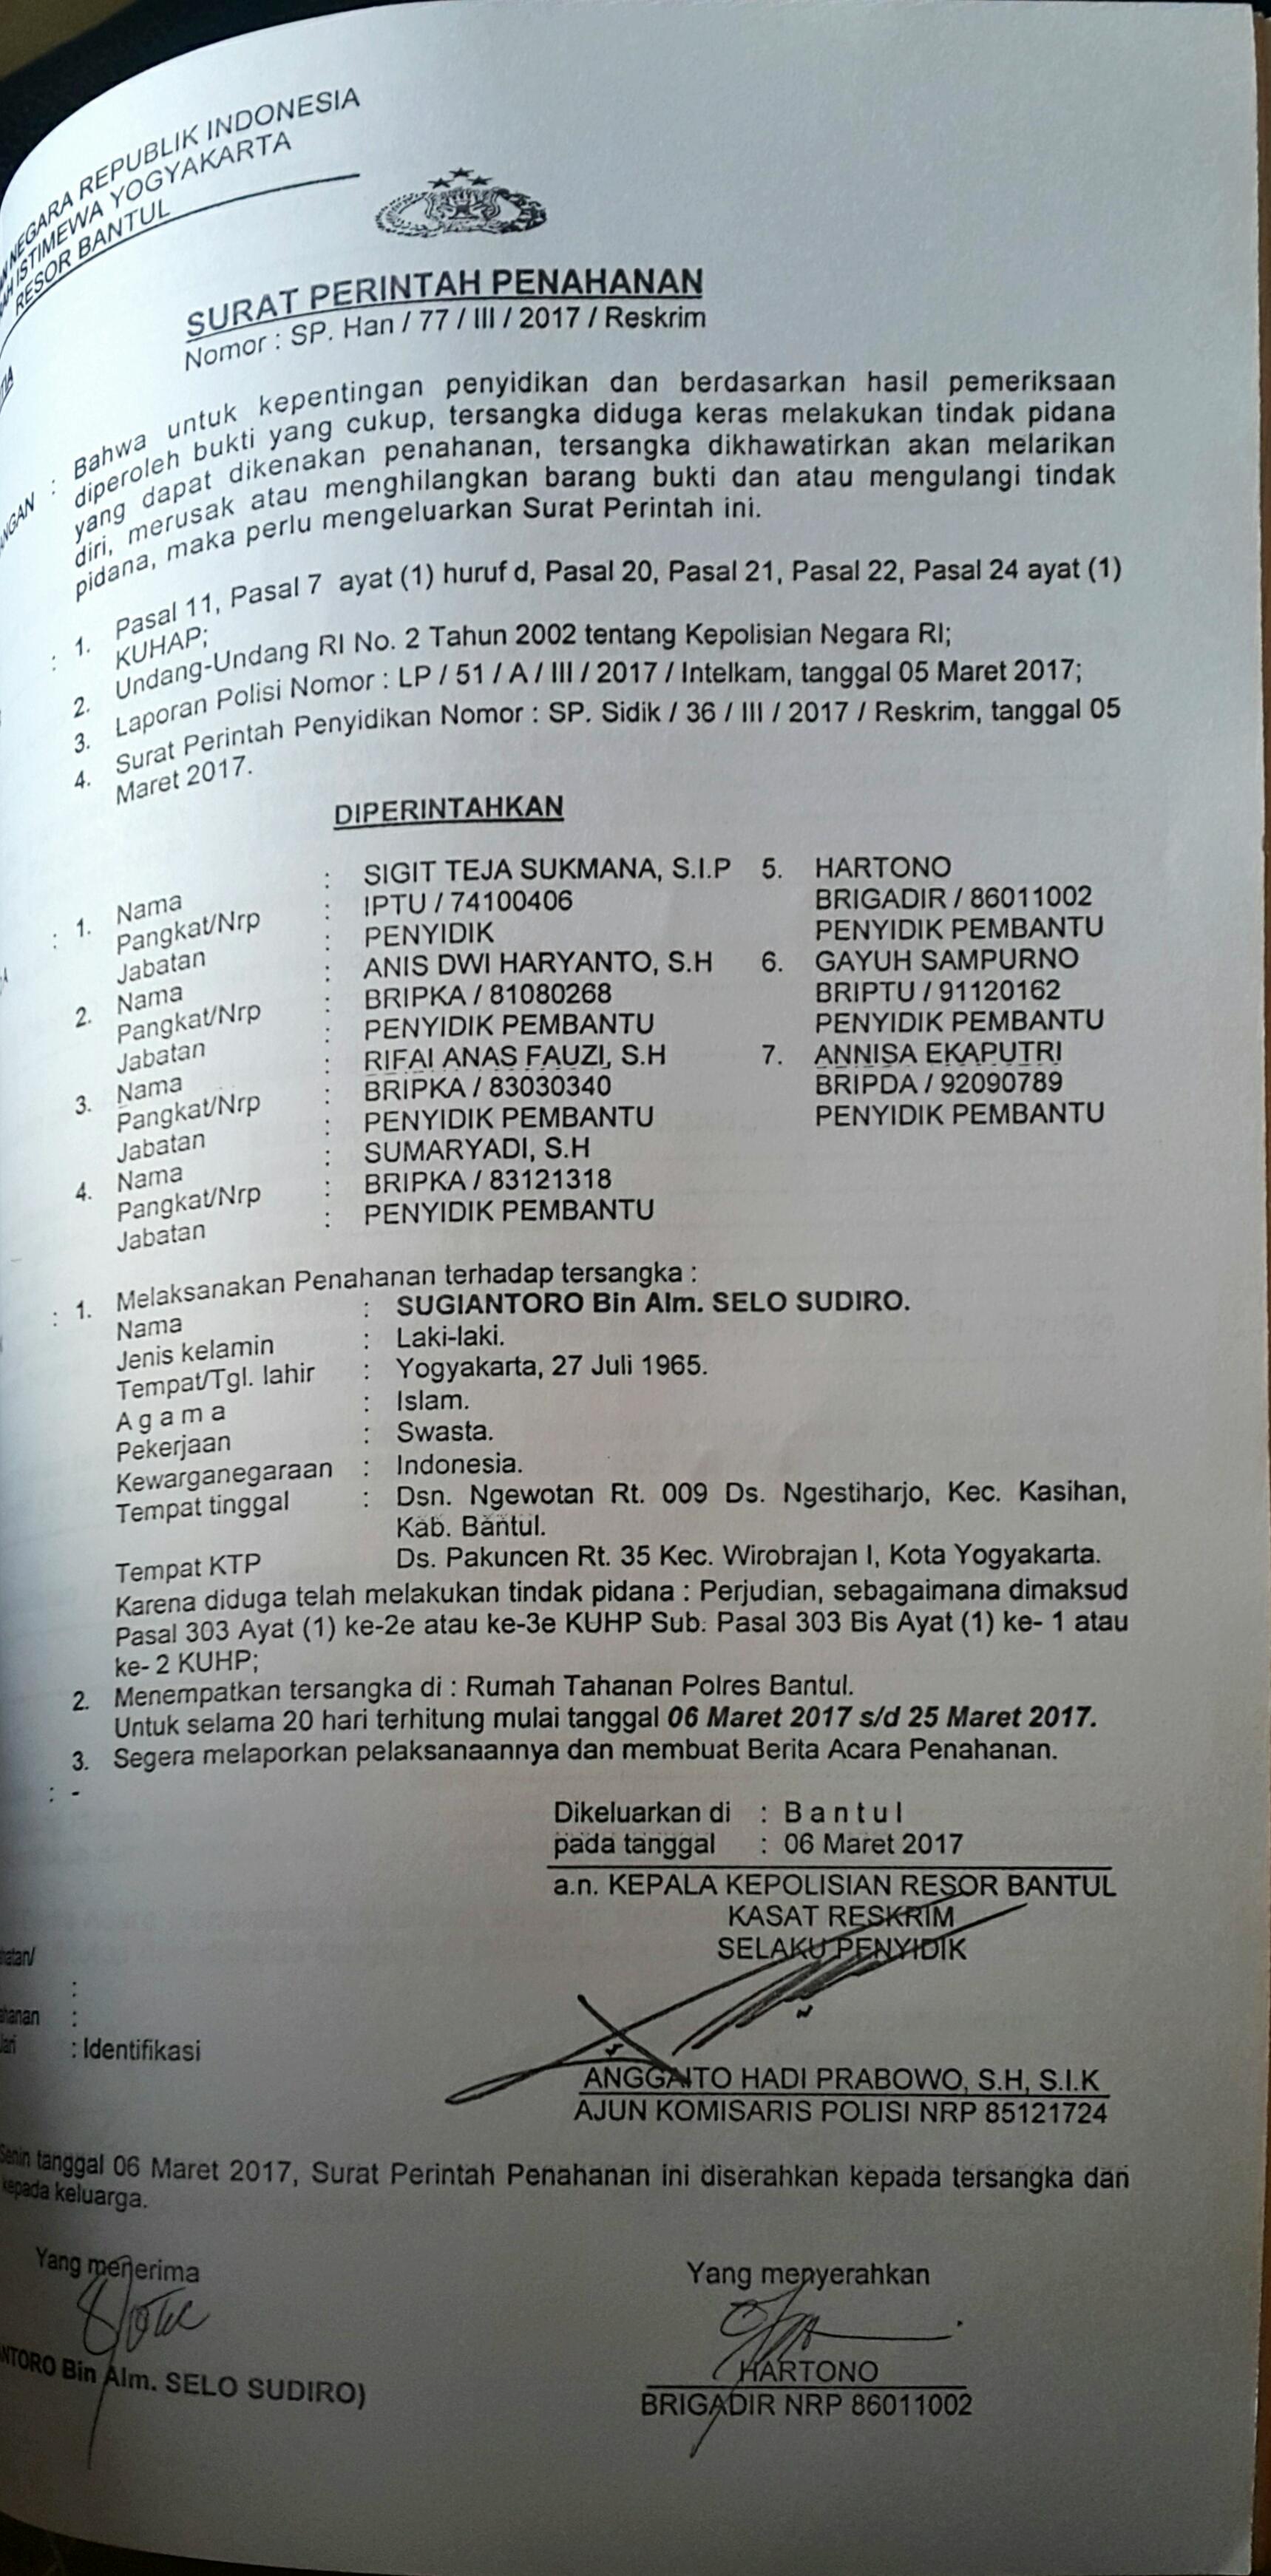 NEGARA REPUBLIK INDONESIA
ISTIMEWA YOGYAKARTA
RESOR BANTUL
SURAT PERINTAH PENAHANAN
Nomor : SP. Han / 77 / III / 2017 / Reskrim
: Bahwa untuk kepentingan penyidikan dan berdasarkan hasil pemeriksaan
diperoleh bukti yang cukup, tersangka diduga keras melakukan tindak pidana
yang dapat dikenakan penahanan, tersangka dikhawatirkan akan melarikan
diri, merusak atau menghilangkan barang bukti dan atau mengulangi tindak
pidana, maka perlu mengeluarkan Surat Perintah ini.
: 1. Pasal 11, Pasal 7 ayat (1) huruf d, Pasal 20, Pasal 21, Pasal 22, Pasal 24 ayat (1)
KUHAP;
2. Undang-Undang RI No. 2 Tahun 2002 tentang Kepolisian Negara RI;
3. Laporan Polisi Nomor : LP / 51 / A / III / 2017 / Intelkam, tanggal 05 Maret 2017;
4. Surat Perintah Penyidikan Nomor : SP. Sidik / 36 / III / 2017 / Reskrim, tanggal 05
Maret 2017.
DIPERINTAHKAN
: 1. Nama : SIGIT TEJA SUKMANA, S.I.P 5. HARTONO
Pangkat/Nrp : IPTU / 74100406 BRIGADIR / 86011002
Jabatan : PENYIDIK PENYIDIK PEMBANTU
2. Nama : ANIS DWI HARYANTO, S.H 6. GAYUH SAMPURNO
Pangkat/Nrp : BRIPKA / 81080268 BRIPTU / 91120162
Jabatan : PENYIDIK PEMBANTU PENYIDIK PEMBANTU
3. Nama : RIFAI ANAS FAUZI, S.H 7. ANNISA EKAPUTRI
Pangkat/Nrp : BRIPKA / 83030340 BRIPDA / 92090789
Jabatan : PENYIDIK PEMBANTU PENYIDIK PEMBANTU
4. Nama : SUMARYADI, S.H
Pangkat/Nrp : BRIPKA / 83121318
Jabatan : PENYIDIK PEMBANTU
: 1. Melaksanakan Penahanan terhadap tersangka :
Nama : SUGIANTORO Bin Alm. SELO SUDIRO.
Jenis kelamin : Laki-laki.
Tempat/Tgl. lahir : Yogyakarta, 27 Juli 1965.
A g a m a : Islam.
Pekerjaan : Swasta.
Kewarganegaraan : Indonesia.
Tempat tinggal : Dsn. Ngewotan Rt. 009 Ds. Ngestiharjo, Kec. Kasihan,
Kab. Bantul.
Tempat KTP Ds. Pakuncen Rt. 35 Kec. Wirobrajan I, Kota Yogyakarta.
Karena diduga telah melakukan tindak pidana : Perjudian, sebagaimana dimaksud
Pasal 303 Ayat (1) ke-2e atau ke-3e KUHP Sub. Pasal 303 Bis Ayat (1) ke- 1 atau
ke- 2 KUHP;
2. Menempatkan tersangka di : Rumah Tahanan Polres Bantul.
Untuk selama 20 hari terhitung mulai tanggal 06 Maret 2017 s/d 25 Maret 2017.
3. Segera melaporkan pelaksanaannya dan membuat Berita Acara Penahanan.
: -
Dikeluarkan di : B a n t u l
pada tanggal : 06 Maret 2017
a.n. KEPALA KEPOLISIAN RESOR BANTUL
KASAT RESKRIM
SELAKU PENYIDIK
:
:
: Identifikasi
ANGGAITO HADI PRABOWO, S.H, S.I.K
AJUN KOMISARIS POLISI NRP 85121724
Senin tanggal 06 Maret 2017, Surat Perintah Penahanan ini diserahkan kepada tersangka dan
kepada keluarga.
Yang menerima Yang menyerahkan
NTORO Bin Alm. SELO SUDIRO) HARTONO
BRIGADIR NRP 86011002